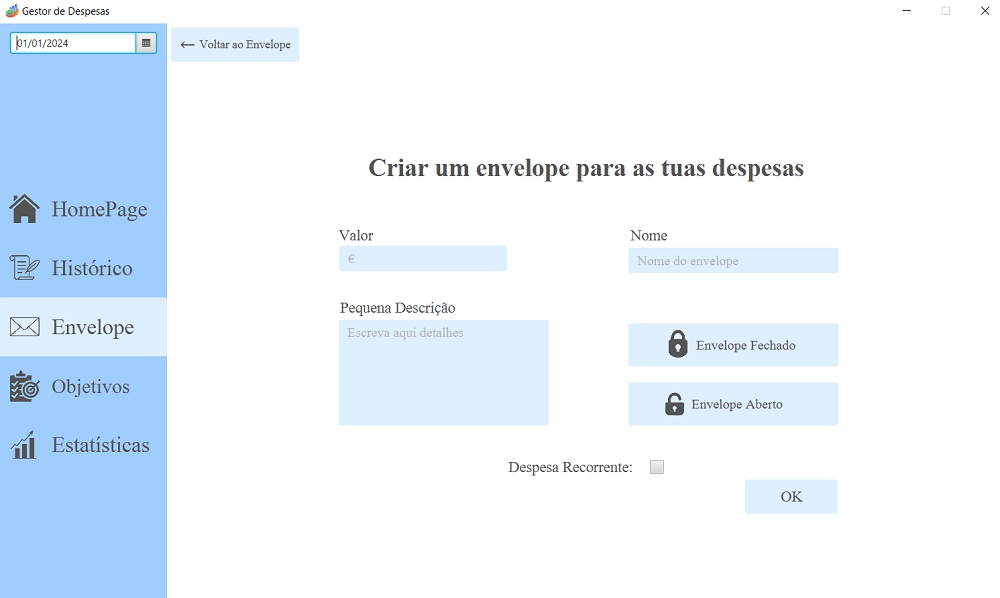 Gestor de Despesas
01/01/2024
Voltar ao Envelope
Criar um envelope para as tuas despesas
HomePage
Histórico
Envelope
Objetivos
Estatísticas
Valor
€
Nome
Nome do envelope
Pequena Descrição
Escreva aqui detalhes
Envelope Fechado
Envelope Aberto
Despesa Recorrente:
OK